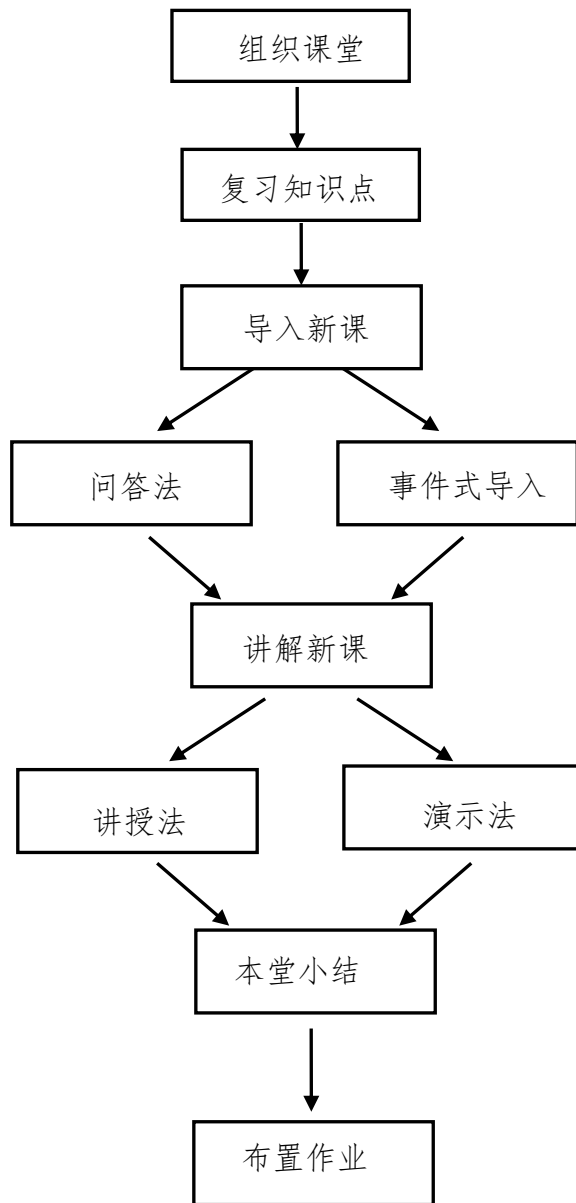 组织课堂
复习知识点
导入新课
问答法
事件式导入
讲解新课
讲授法
演示法
本堂小结
布置作业